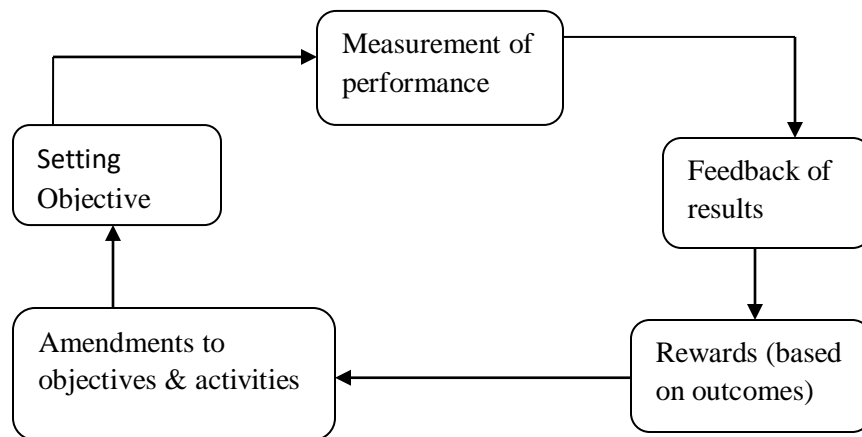 Measurement of
performance
Setting
Objective
Feedback of
results
Amendments to
objectives & activities
Rewards (based
on outcomes)